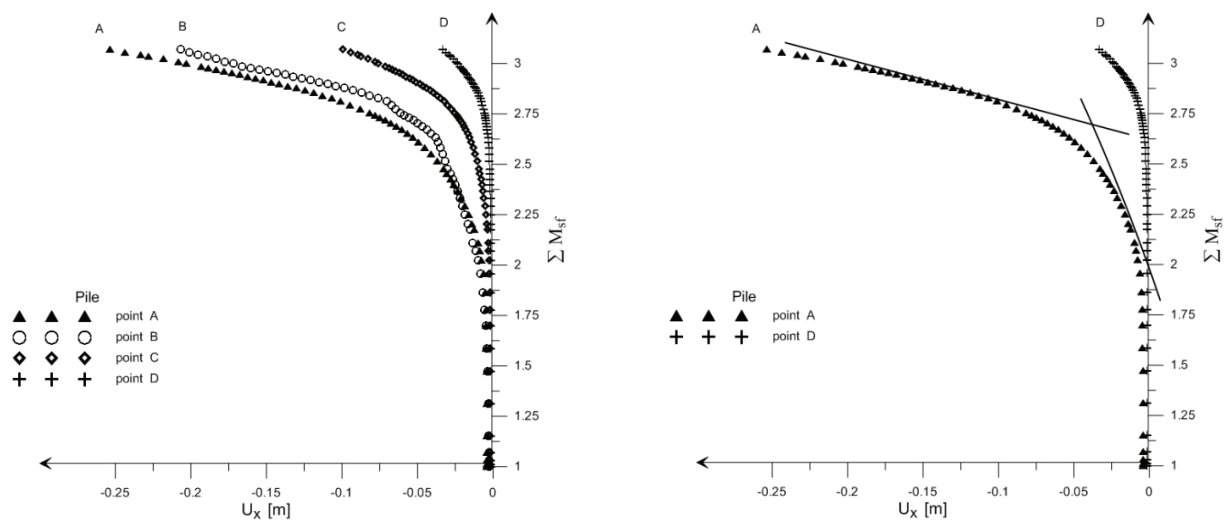 A
B
C
D
3
2.75
2.5
2.25
2
1.75
1.5
1.25
1
Σ Msf
Pile
point A
point B
point C
point D
-0.25
-0.2
-0.15
-0.1
-0.05
0
Ux [m]
A
D
3
2.75
2.5
2.25
2
1.75
1.5
1.25
1
Σ Msf
Pile
point A
point D
-0.25
-0.2
-0.15
-0.1
-0.05
0
Ux [m]